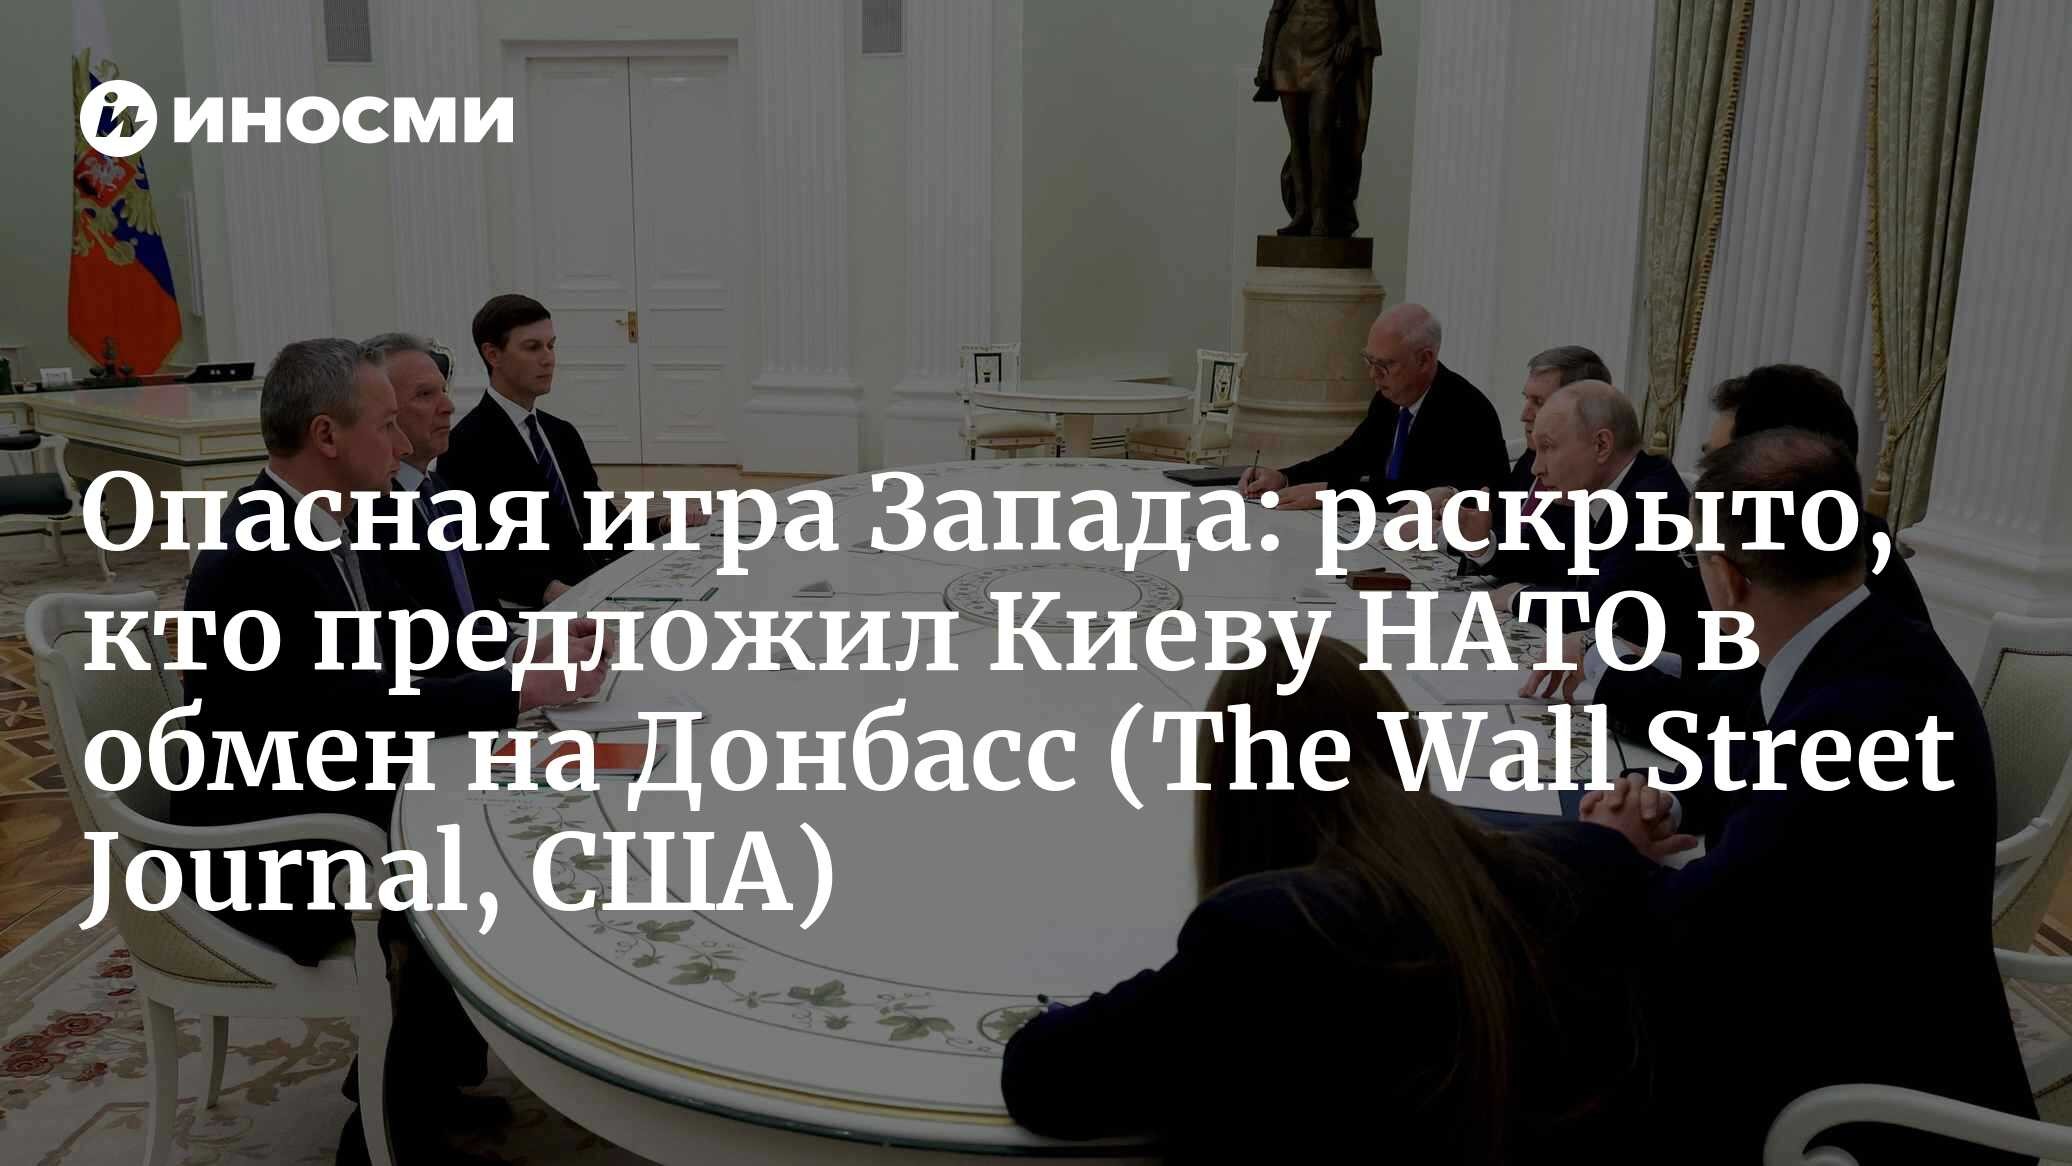 ИНОСМИ
Опасная игра Запада: раскрыто,
кто предложил Киеву НАТО в
обмен на Донбасс (The Wall Street
Journal, США)